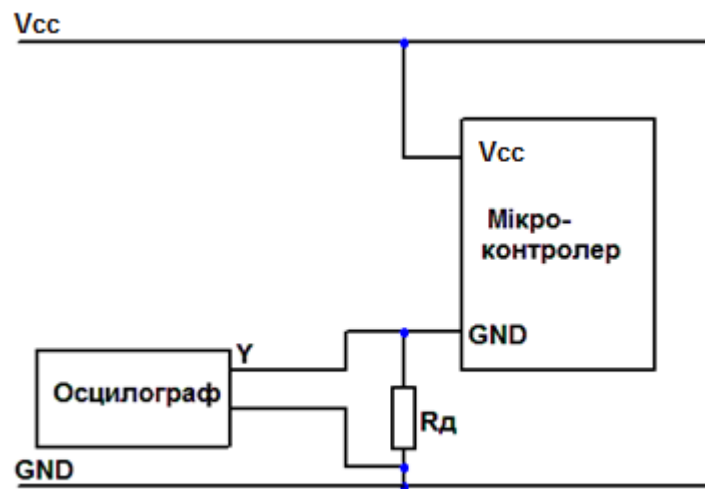 Vcc
Vcc
Мікро-
контролер
GND
Y
Осцилограф
Rд
GND